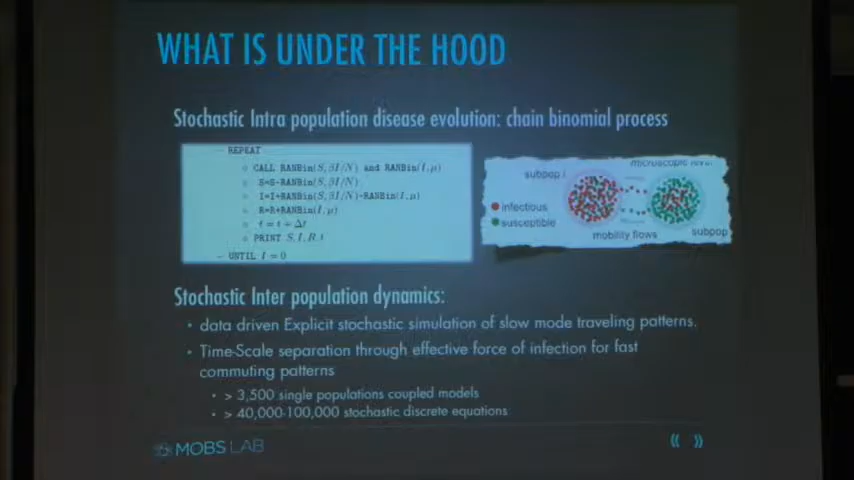 WHAT IS UNDER THE HOOD
Stochastic Intra population disease evolution: chain binomial process
– REPEAT
○ CALL RANBin(S, βI/N) and RANBin(I, μ)
○ S=S-RANBin(S, βI/N)
○ I=I+RANBin(S, βI/N)-RANBin(I, μ)
○ R=R+RANBin(I, μ)
○ t = t + Δt
○ PRINT S, I, R, t
– UNTIL I = 0
microscopic level
subpop i
infectious
susceptible
mobility flows
subpop
Stochastic Inter population dynamics:
• data driven Explicit stochastic simulation of slow mode traveling patterns.
• Time-Scale separation through effective force of infection for fast
commuting patterns
• > 3,500 single populations coupled models
• > 40,000-100,000 stochastic discrete equations
MOBS LAB